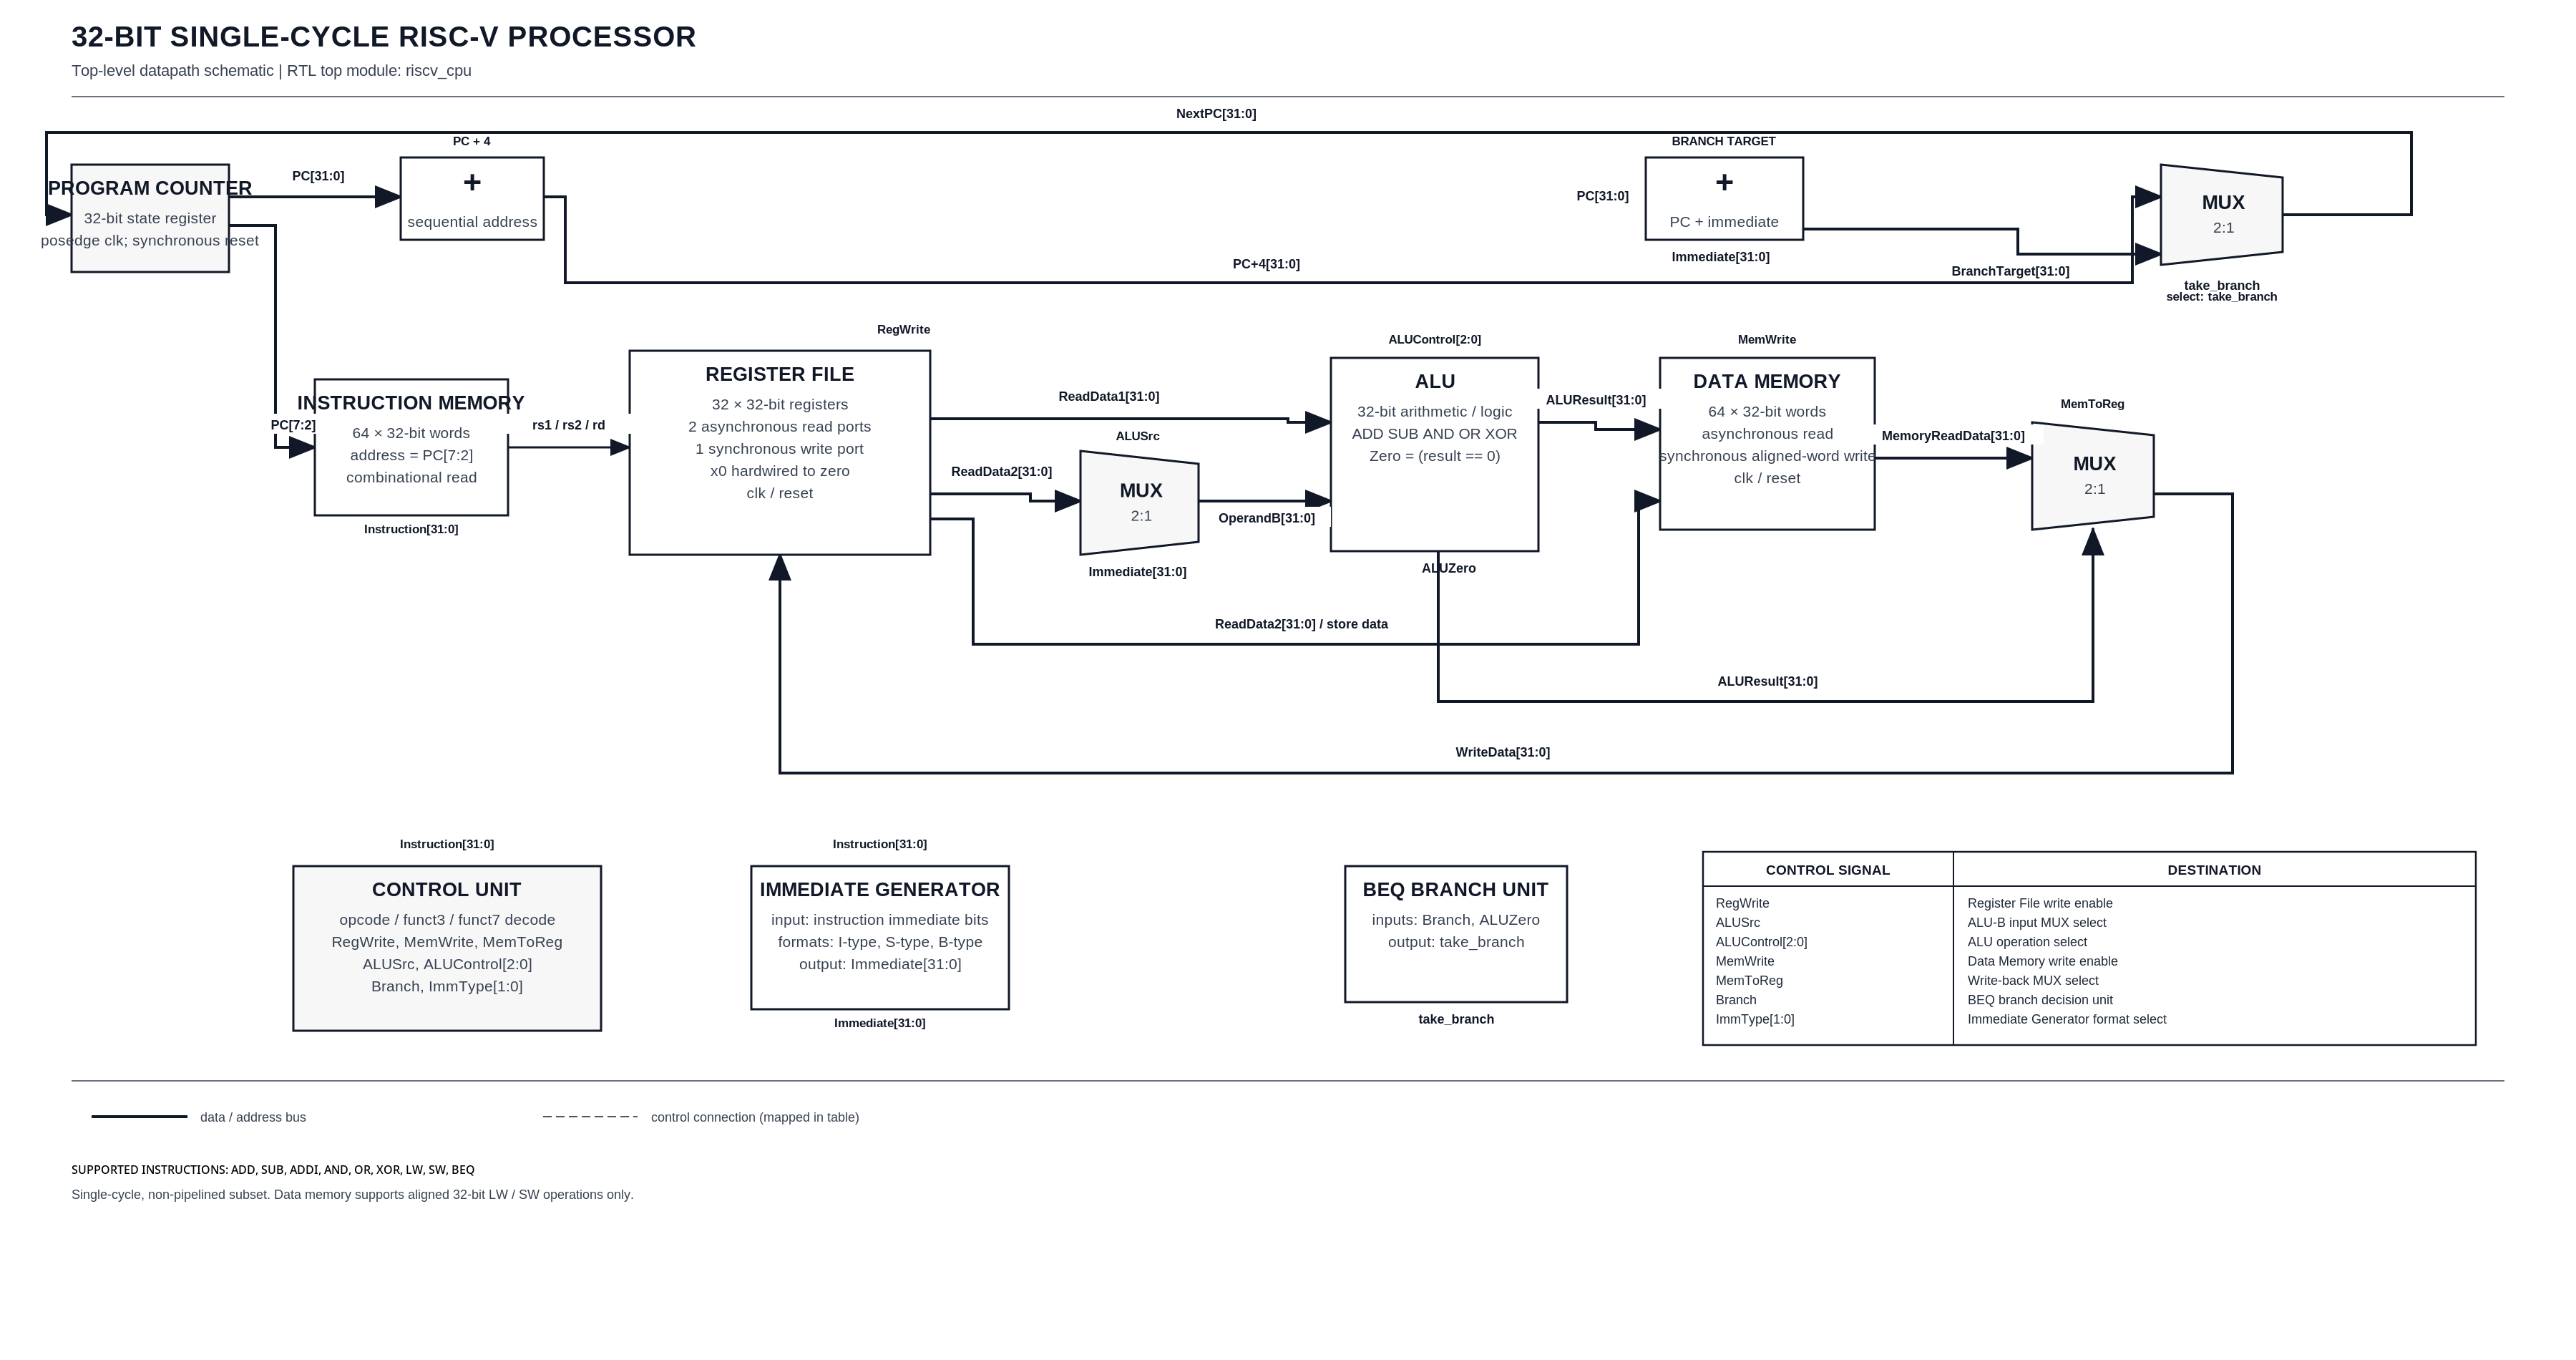 32-BIT SINGLE-CYCLE RISC-V PROCESSOR
Top-level datapath schematic | RTL top module: riscv_cpu
NextPC[31:0]
PROGRAM COUNTER
32-bit state register
posedge clk; synchronous reset
PC[31:0]
PC + 4
+
sequential address
BRANCH TARGET
PC[31:0]
+
PC + immediate
Immediate[31:0]
PC+4[31:0]
BranchTarget[31:0]
MUX
2:1
take_branch
select: take_branch
PC[7:2]
INSTRUCTION MEMORY
64 × 32-bit words
address = PC[7:2]
combinational read
Instruction[31:0]
rs1 / rs2 / rd
RegWrite
REGISTER FILE
32 × 32-bit registers
2 asynchronous read ports
1 synchronous write port
x0 hardwired to zero
clk / reset
ReadData1[31:0]
ReadData2[31:0]
ALUSrc
MUX
2:1
Immediate[31:0]
OperandB[31:0]
ALUControl[2:0]
ALU
32-bit arithmetic / logic
ADD SUB AND OR XOR
Zero = (result == 0)
ALUZero
ALUResult[31:0]
MemWrite
DATA MEMORY
64 × 32-bit words
asynchronous read
synchronous aligned-word write
clk / reset
MemoryReadData[31:0]
MemToReg
MUX
2:1
ReadData2[31:0] / store data
ALUResult[31:0]
WriteData[31:0]
Instruction[31:0]
CONTROL UNIT
opcode / funct3 / funct7 decode
RegWrite, MemWrite, MemToReg
ALUSrc, ALUControl[2:0]
Branch, ImmType[1:0]
Instruction[31:0]
IMMEDIATE GENERATOR
input: instruction immediate bits
formats: I-type, S-type, B-type
output: Immediate[31:0]
Immediate[31:0]
BEQ BRANCH UNIT
inputs: Branch, ALUZero
output: take_branch
take_branch
CONTROL SIGNAL DESTINATION
RegWrite Register File write enable
ALUSrc ALU-B input MUX select
ALUControl[2:0] ALU operation select
MemWrite Data Memory write enable
MemToReg Write-back MUX select
Branch BEQ branch decision unit
ImmType[1:0] Immediate Generator format select
data / address bus
control connection (mapped in table)
SUPPORTED INSTRUCTIONS: ADD, SUB, ADDI, AND, OR, XOR, LW, SW, BEQ
Single-cycle, non-pipelined subset. Data memory supports aligned 32-bit LW / SW operations only.